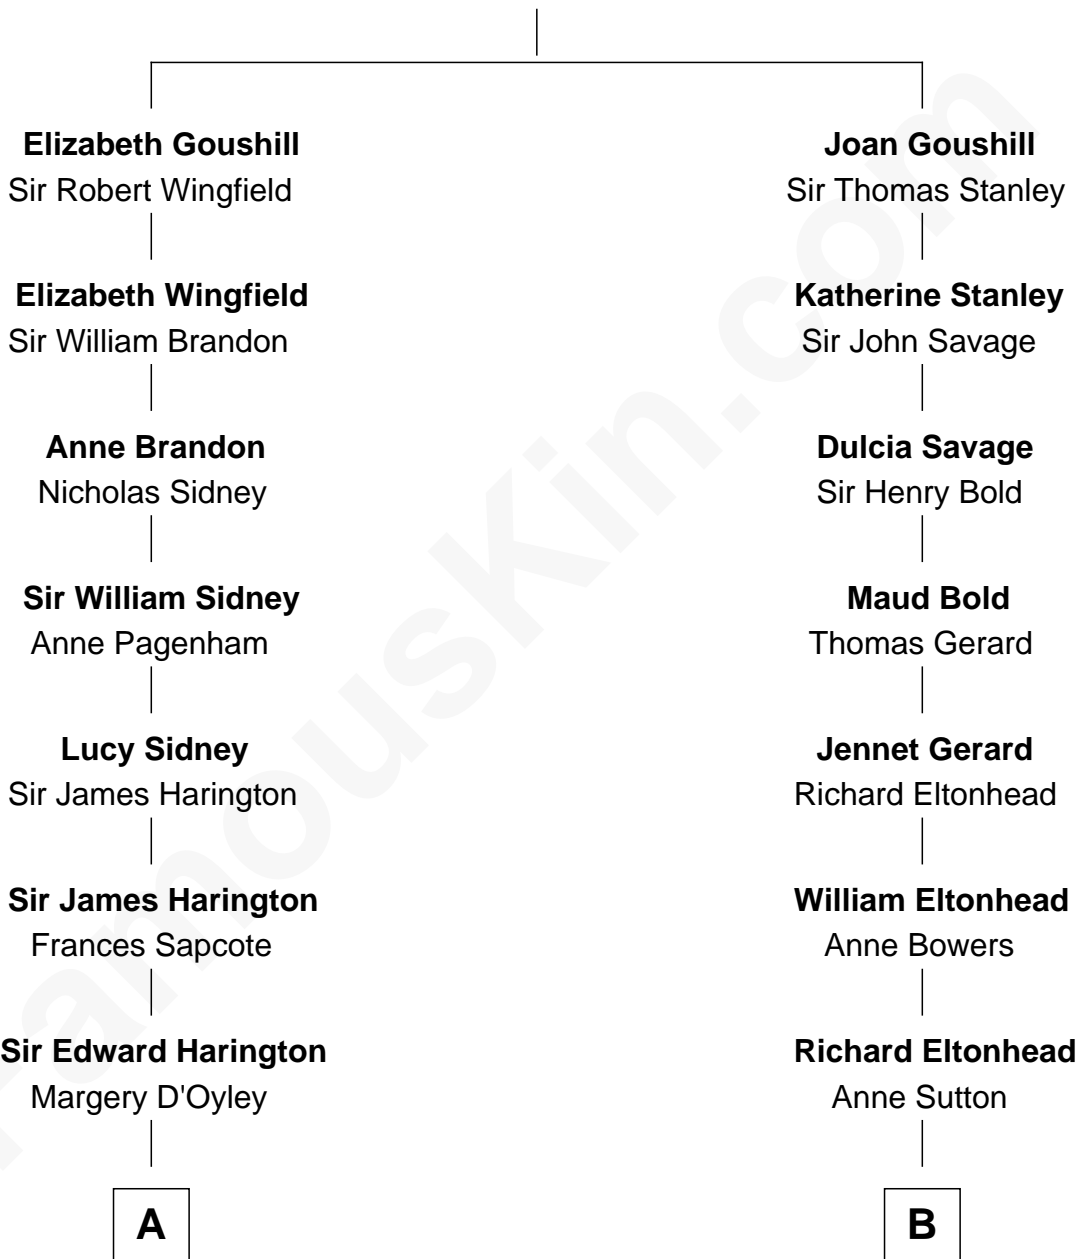 Elizabeth Goushill
Sir Robert Wingfield
Elizabeth Wingfield
Sir William Brandon
Anne Brandon
Nicholas Sidney
Sir William Sidney
Anne Pagenham
Lucy Sidney
Sir James Harington
Sir James Harington
Frances Sapcote
Sir Edward Harington
Margery D'Oyley
A
Joan Goushill
Sir Thomas Stanley
Katherine Stanley
Sir John Savage
Dulcia Savage
Sir Henry Bold
Maud Bold
Thomas Gerard
Jennet Gerard
Richard Eltonhead
William Eltonhead
Anne Bowers
Richard Eltonhead
Anne Sutton
B
FamousKin.com